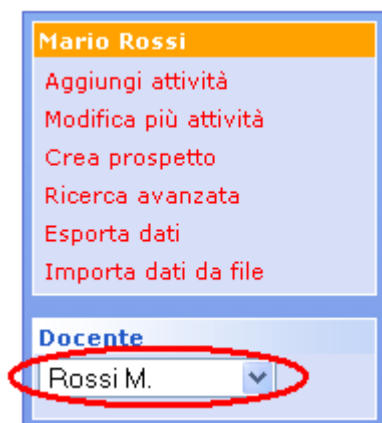 Mario Rossi
Aggiungi attività
Modifica più attività
Crea prospetto
Ricerca avanzata
Esporta dati
Importa dati da file
Docente
Rossi M.